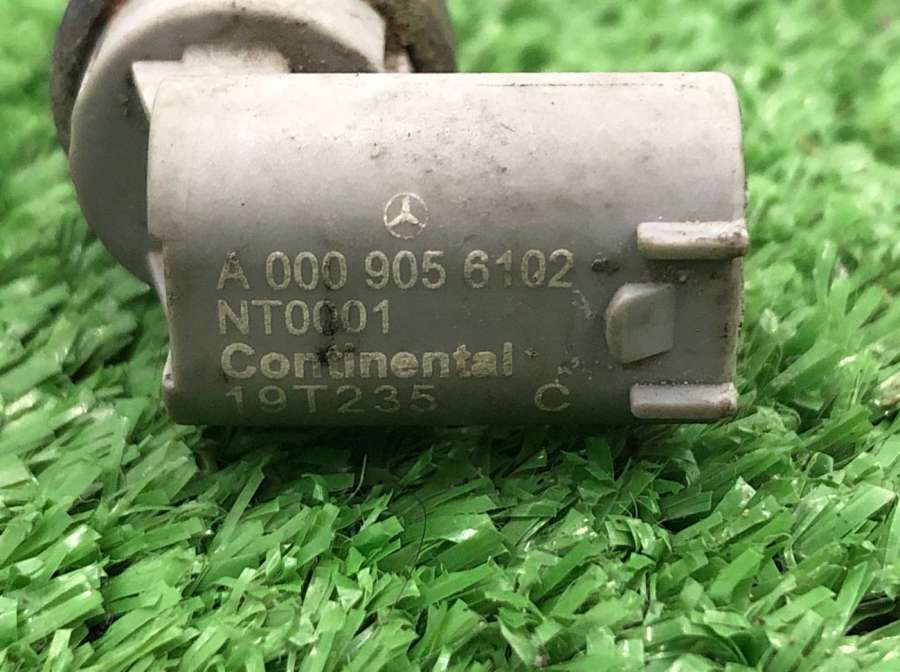 A 000 905 6102
NT0001
Continental
19T235 C